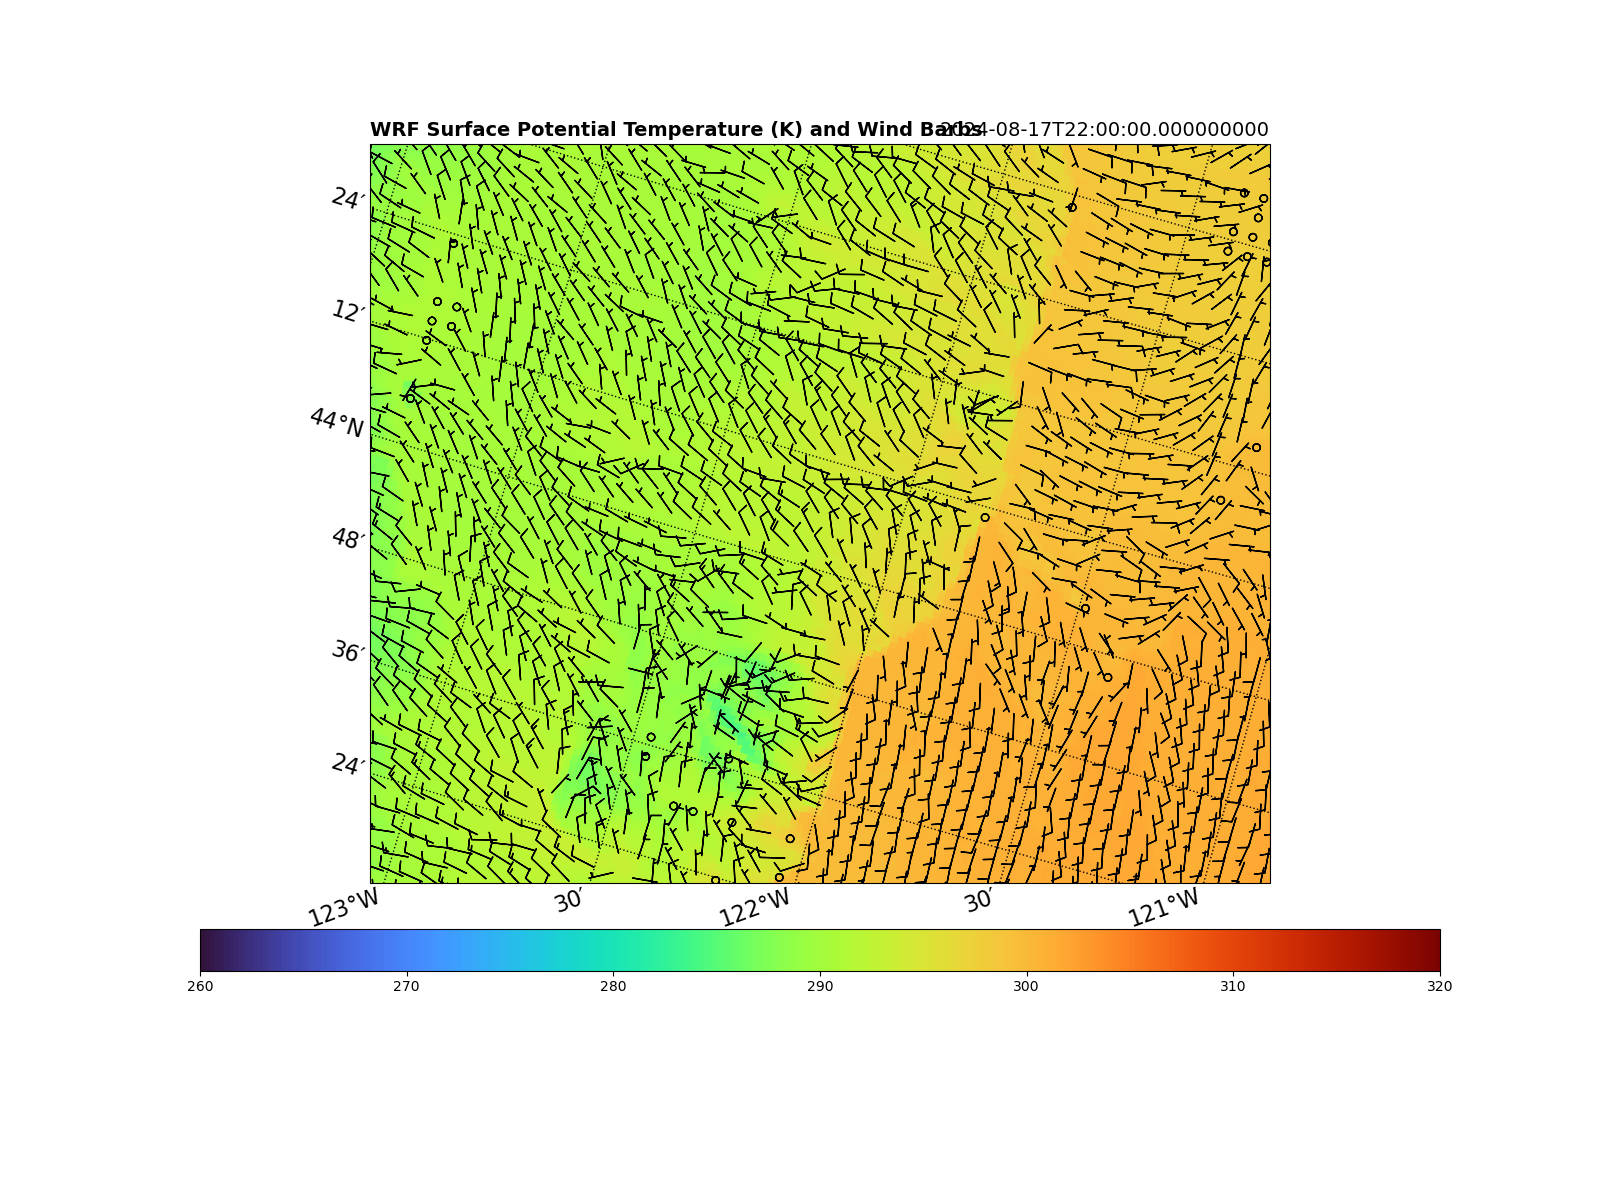 WRF Surface Potential Temperature (K) and Wind Barbs 2024-08-17T22:00:00.000000000
24′
12′
44°N
48′
36′
24′
123°W 30′ 122°W 30′ 121°W
260 270 280 290 300 310 320